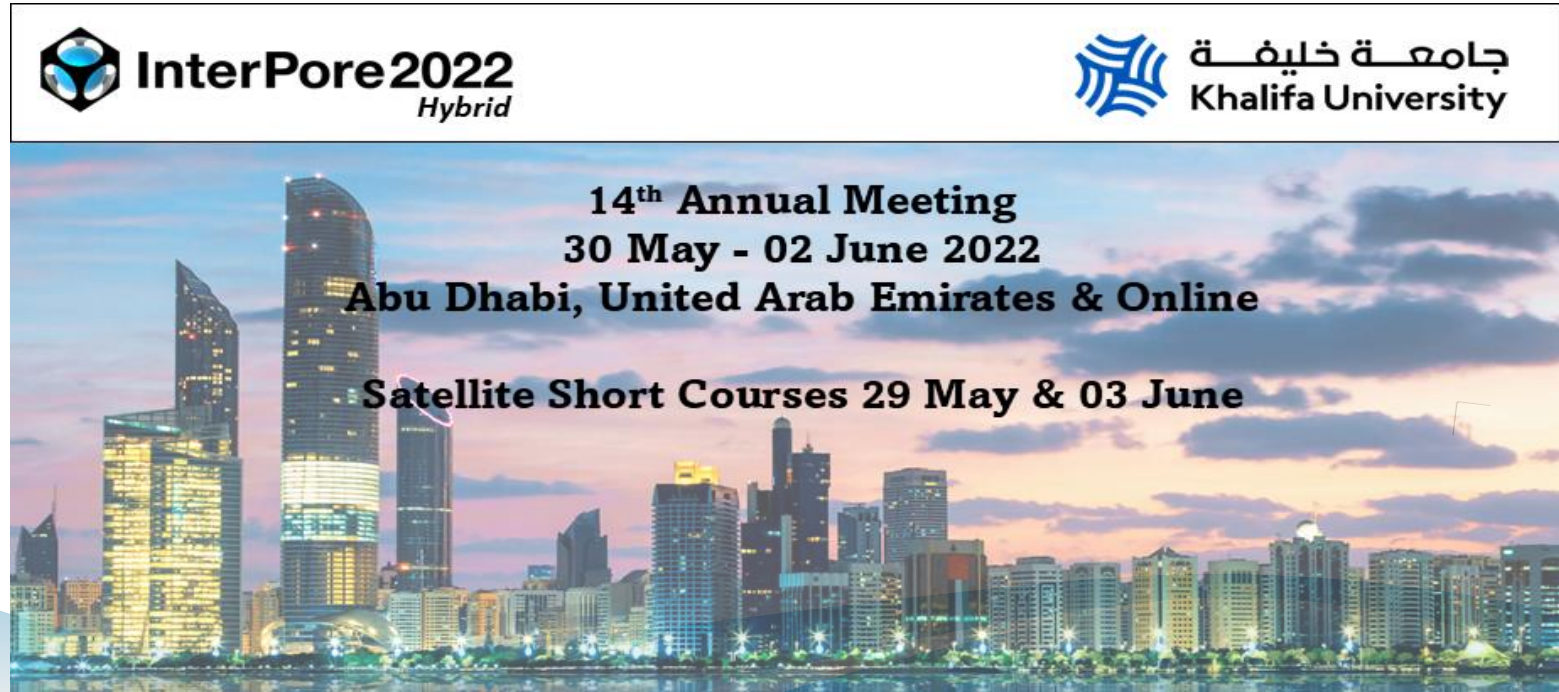 InterPore2022
Hybrid
جامعة خليفة
Khalifa University
14th Annual Meeting
30 May - 02 June 2022
Abu Dhabi, United Arab Emirates & Online
Satellite Short Courses 29 May & 03 June